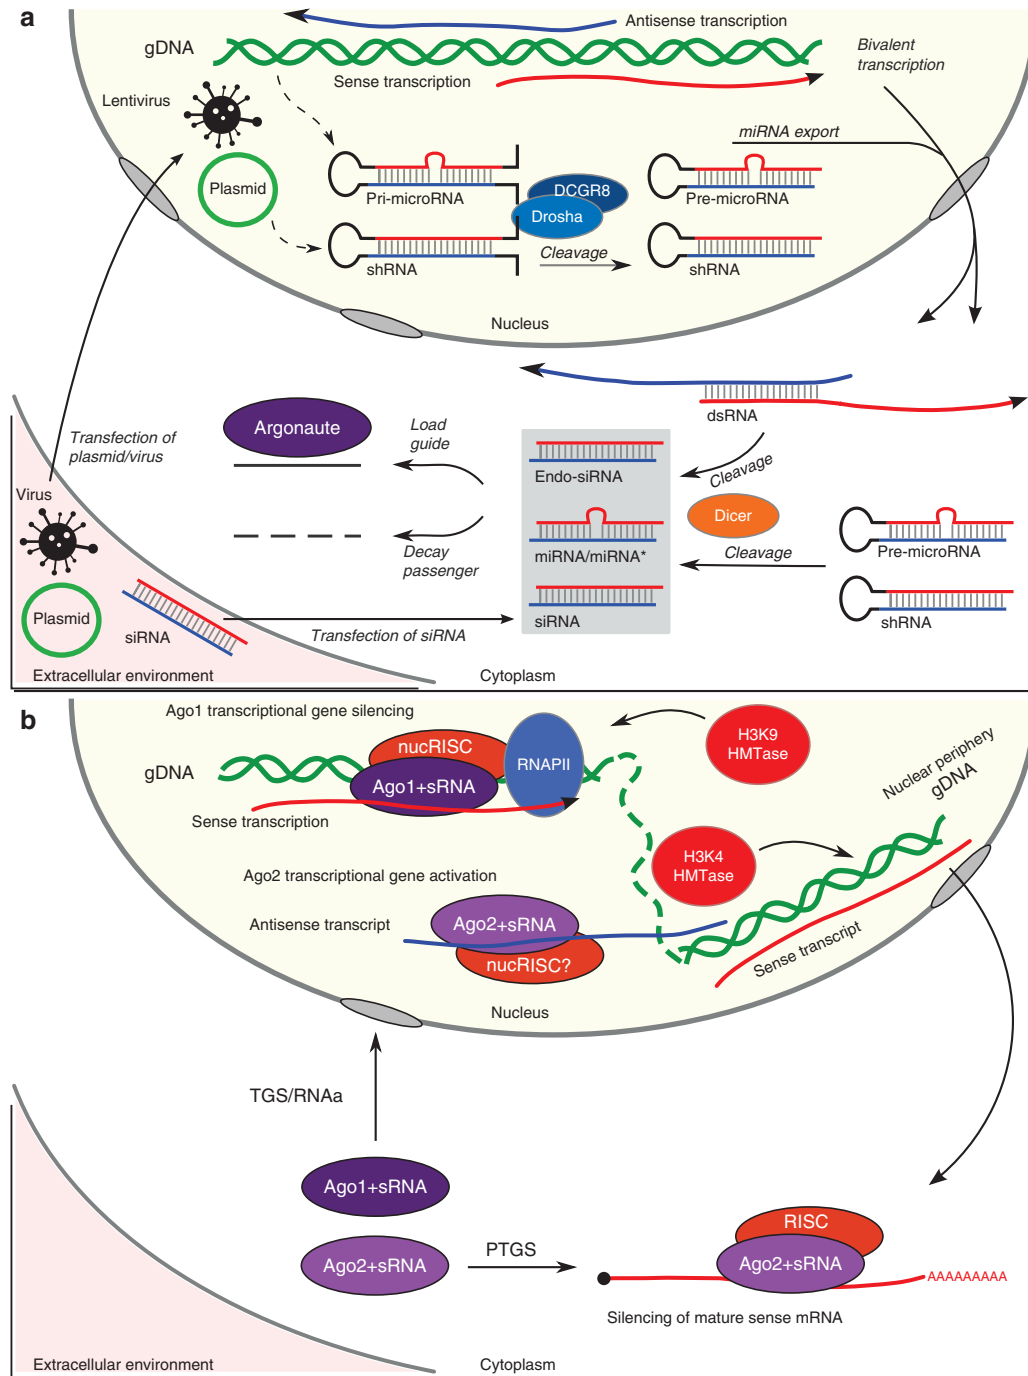 a
Antisense transcription
gDNA
Sense transcription
Bivalent
transcription
Lentivirus
miRNA export
Plasmid
Pri-microRNA
DCGR8
Drosha
Pre-microRNA
shRNA
Cleavage
shRNA
Nucleus
dsRNA
Transfection of
plasmid/virus
Argonaute
Load
guide
Endo-siRNA
Cleavage
Virus
Dicer
Decay
passenger
miRNA/miRNA*
Cleavage
Pre-microRNA
Plasmid
siRNA
Transfection of siRNA
siRNA
shRNA
Extracellular environment
Cytoplasm
b
Ago1 transcriptional gene silencing
gDNA
nucRISC
Ago1+sRNA
RNAPII
H3K9
HMTase
Nuclear periphery
gDNA
Sense transcription
H3K4
HMTase
Ago2 transcriptional gene activation
Antisense transcript
Ago2+sRNA
nucRISC?
Sense transcript
Nucleus
TGS/RNAa
Ago1+sRNA
Ago2+sRNA
PTGS
RISC
Ago2+sRNA
AAAAAAAAA
Silencing of mature sense mRNA
Extracellular environment
Cytoplasm